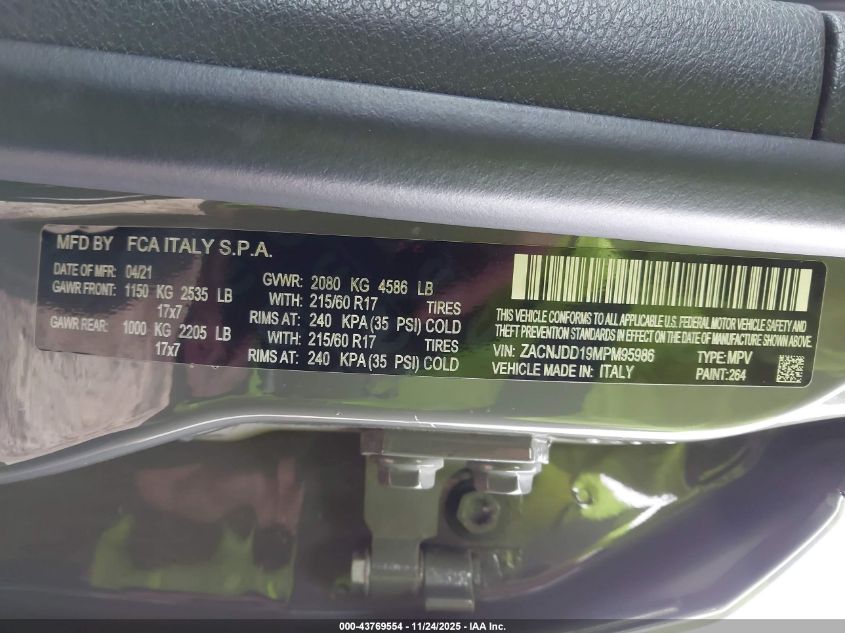 MFD BY FCA ITALY S.P.A.
DATE OF MFR: 04/21 GVWR: 2080 KG 4586 LB
GAWR FRONT: 1150 KG 2535 LB WITH: 215/60 R17 TIRES
17x7 RIMS AT: 240 KPA (35 PSI) COLD
GAWR REAR: 1000 KG 2205 LB WITH: 215/60 R17 TIRES
17x7 RIMS AT: 240 KPA (35 PSI) COLD
THIS VEHICLE CONFORMS TO ALL APPLICABLE U.S. FEDERAL MOTOR VEHICLE SAFETY AND
THEFT PREVENTION STANDARDS IN EFFECT ON THE DATE OF MANUFACTURE SHOWN ABOVE
VIN: ZACNJDD19MPM95986 TYPE: MPV
VEHICLE MADE IN: ITALY PAINT: 264
000-43769554 - 11/24/2025 - IAA Inc.